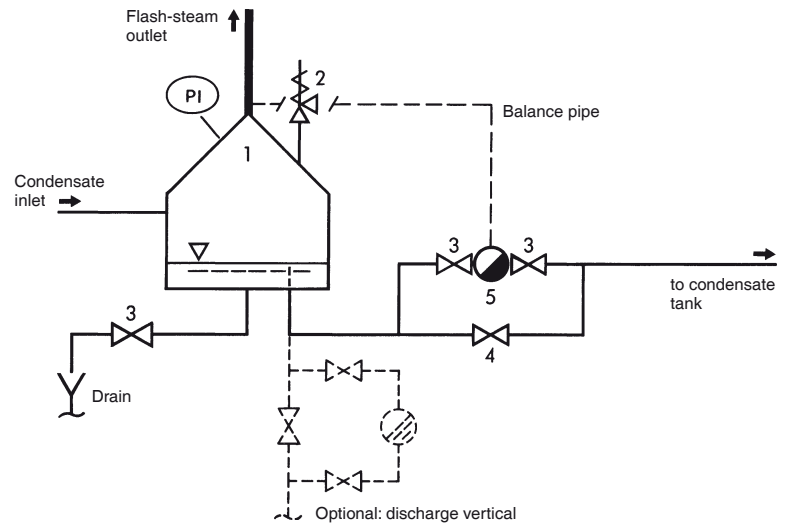 Flash-steam
outlet
2
PI
Balance pipe
1
Condensate
inlet
3
3
5
to condensate
tank
3
4
Drain
Optional: discharge vertical